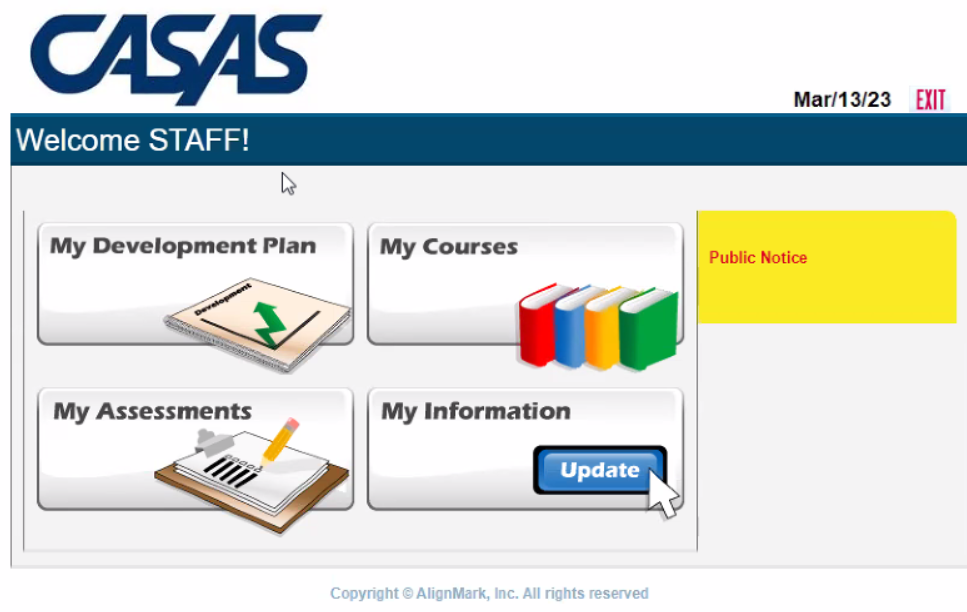 CASAS
Mar/13/23 EXIT
Welcome STAFF!
My Development Plan
Development
My Courses
Public Notice
My Assessments
My Information
Update
Copyright © AlignMark, Inc. All rights reserved